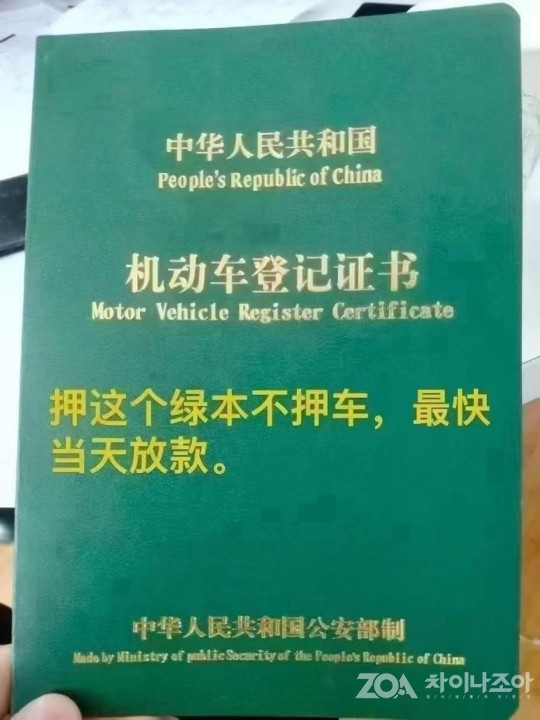 中华人民共和国
People's Republic of China
机动车登记证书
Motor Vehicle Register Certificate
押这个绿本不押车，最快
当天放款。
中华人民共和国公安部制
Made by Ministry of public Security of the People's Republic of China
ZOA 차이나조아